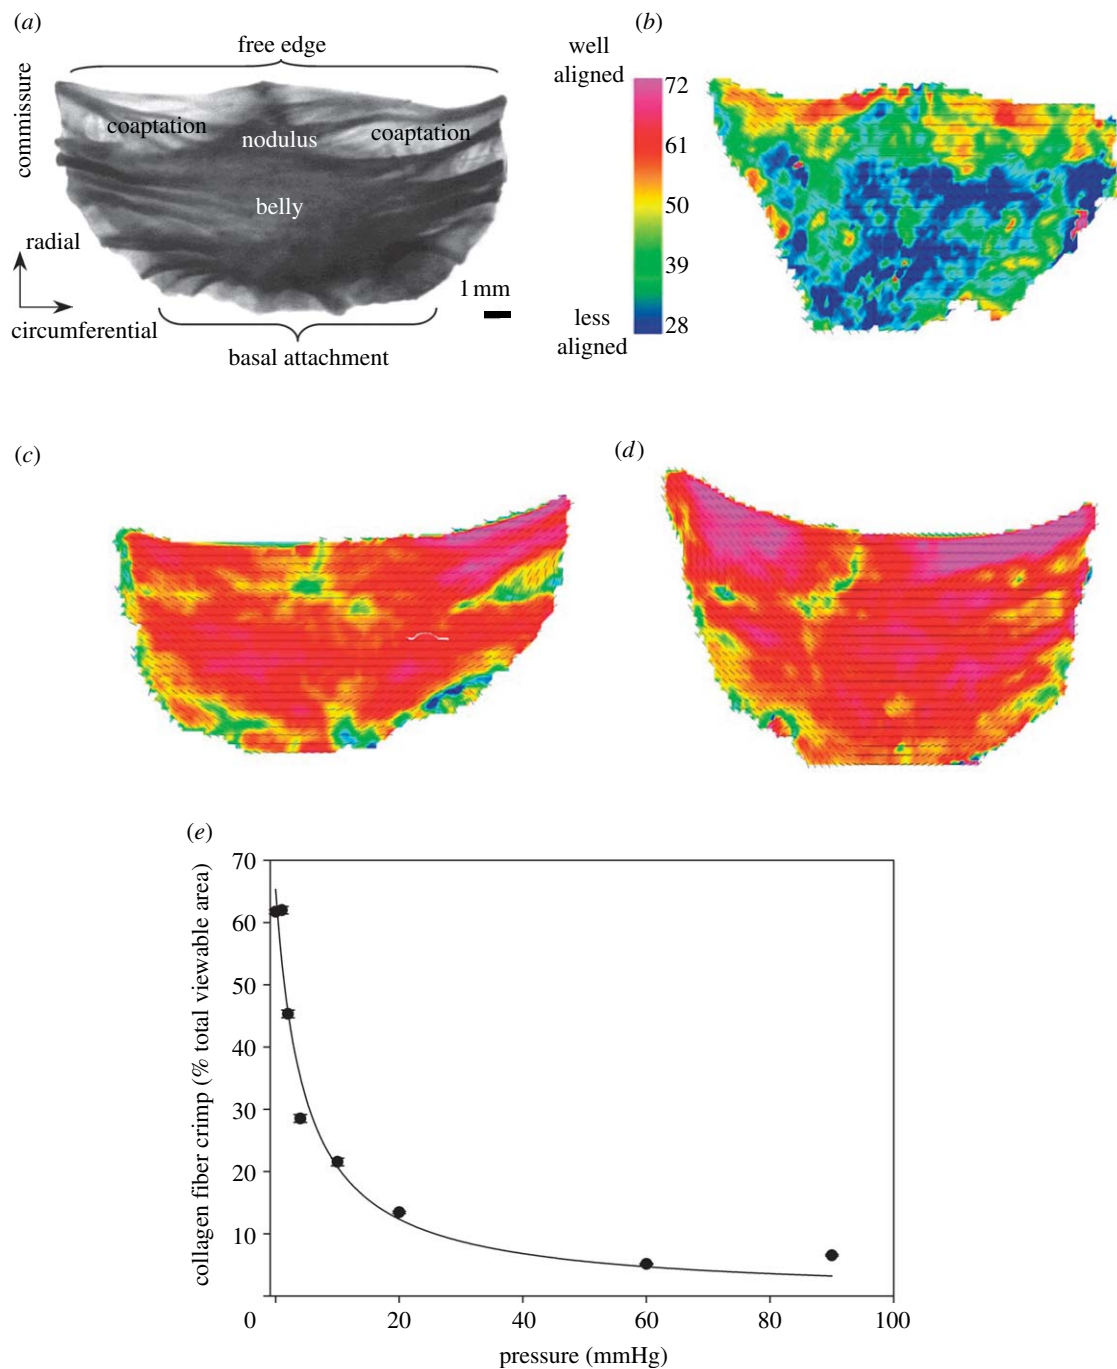 (a)
free edge
commissure
coaptation
nodulus
coaptation
belly
radial
circumferential
1 mm
basal attachment
(b)
well
aligned
72
61
50
39
28
less
aligned
(c)
(d)
(e)
collagen fiber crimp (% total viewable area)
70
60
50
40
30
20
10
0
20
40
60
80
100
pressure (mmHg)